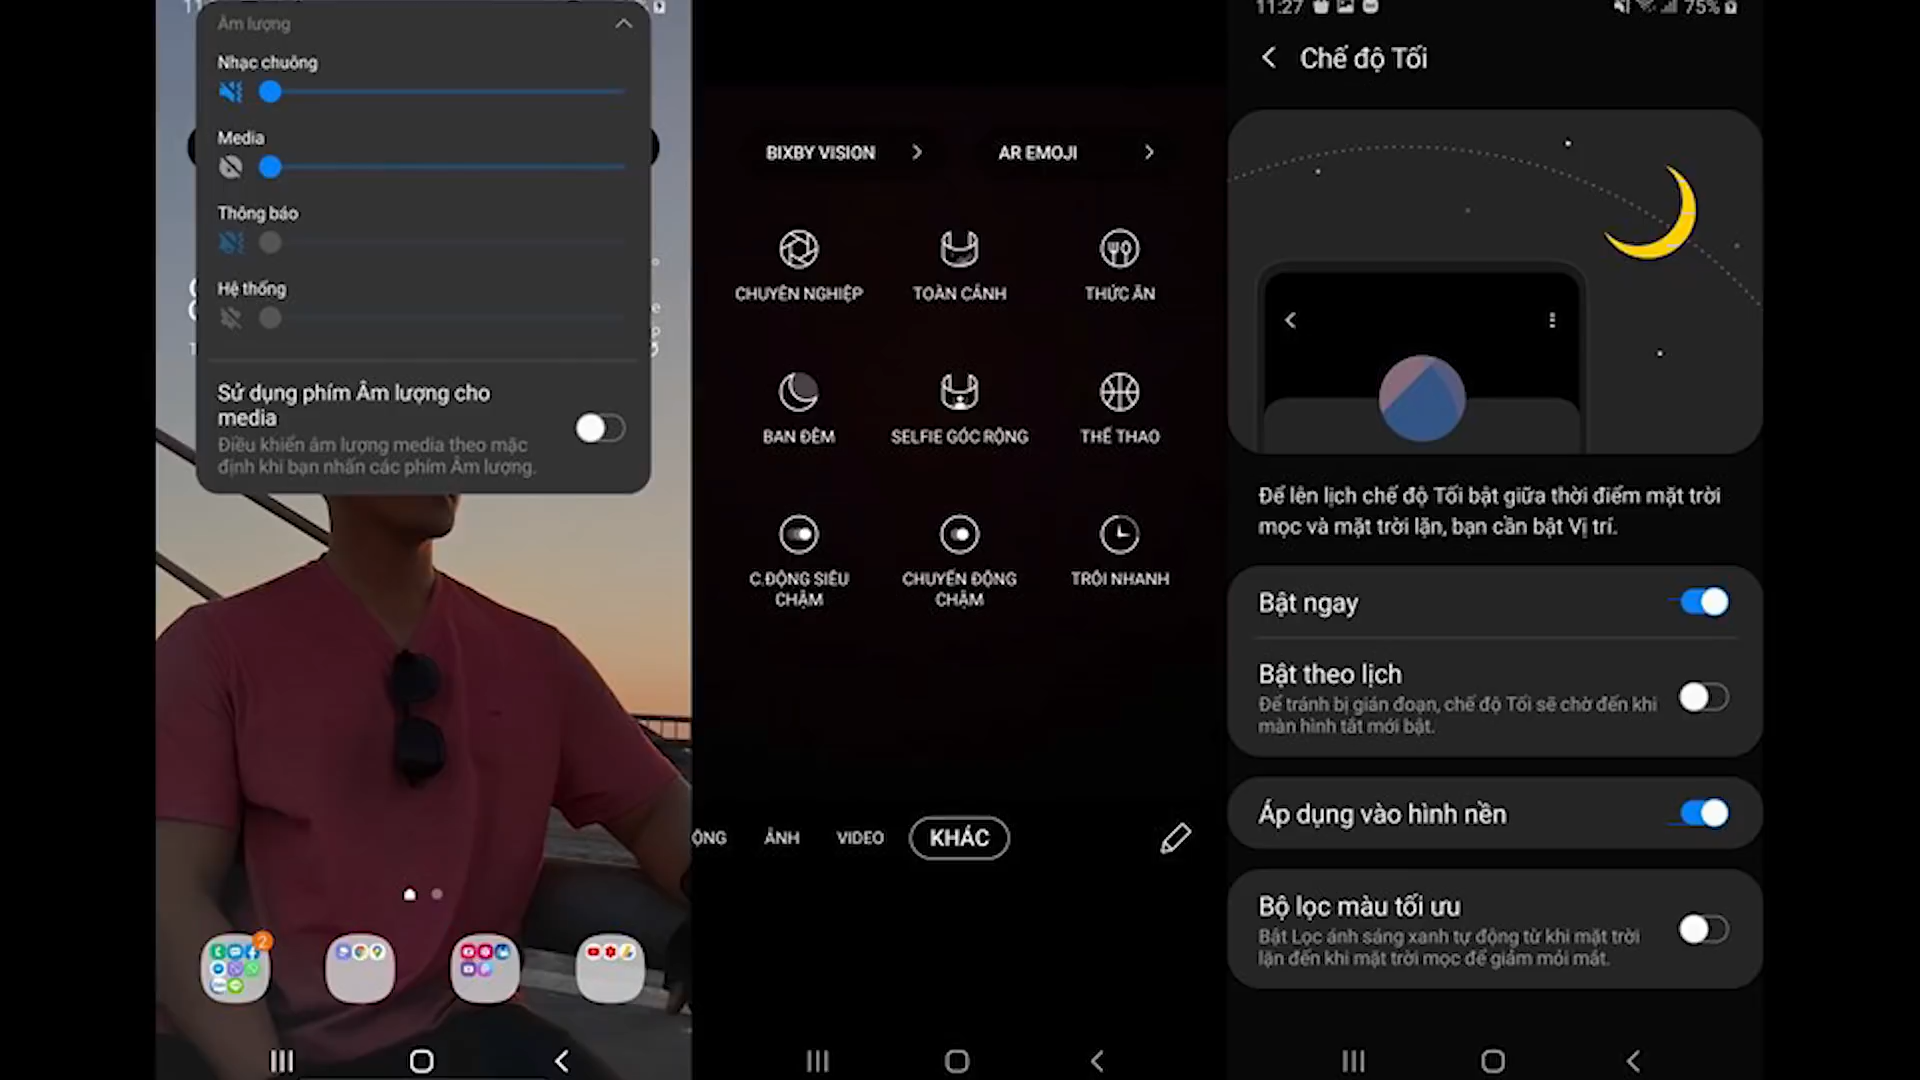 Âm lượng
Nhạc chuông
Media
Thông báo
Hệ thống
Sử dụng phím Âm lượng cho
media
Điều khiển âm lượng media theo mặc
định khi bạn nhấn các phím Âm lượng.
2
BIXBY VISION
AR EMOJI
CHUYÊN NGHIỆP
TOÀN CẢNH
THỨC ĂN
BAN ĐÊM
SELFIE GÓC RỘNG
THỂ THAO
C.ĐỘNG SIÊU
CHẬM
CHUYỂN ĐỘNG
CHẬM
TRÔI NHANH
ỘNG
ẢNH
VIDEO
KHÁC
11:27
75%
Chế độ Tối
Để lên lịch chế độ Tối bật giữa thời điểm mặt trời
mọc và mặt trời lặn, bạn cần bật Vị trí.
Bật ngay
Bật theo lịch
Để tránh bị gián đoạn, chế độ Tối sẽ chờ đến khi
màn hình tắt mới bật.
Áp dụng vào hình nền
Bộ lọc màu tối ưu
Bật Lọc ánh sáng xanh tự động từ khi mặt trời
lặn đến khi mặt trời mọc để giảm mỏi mắt.